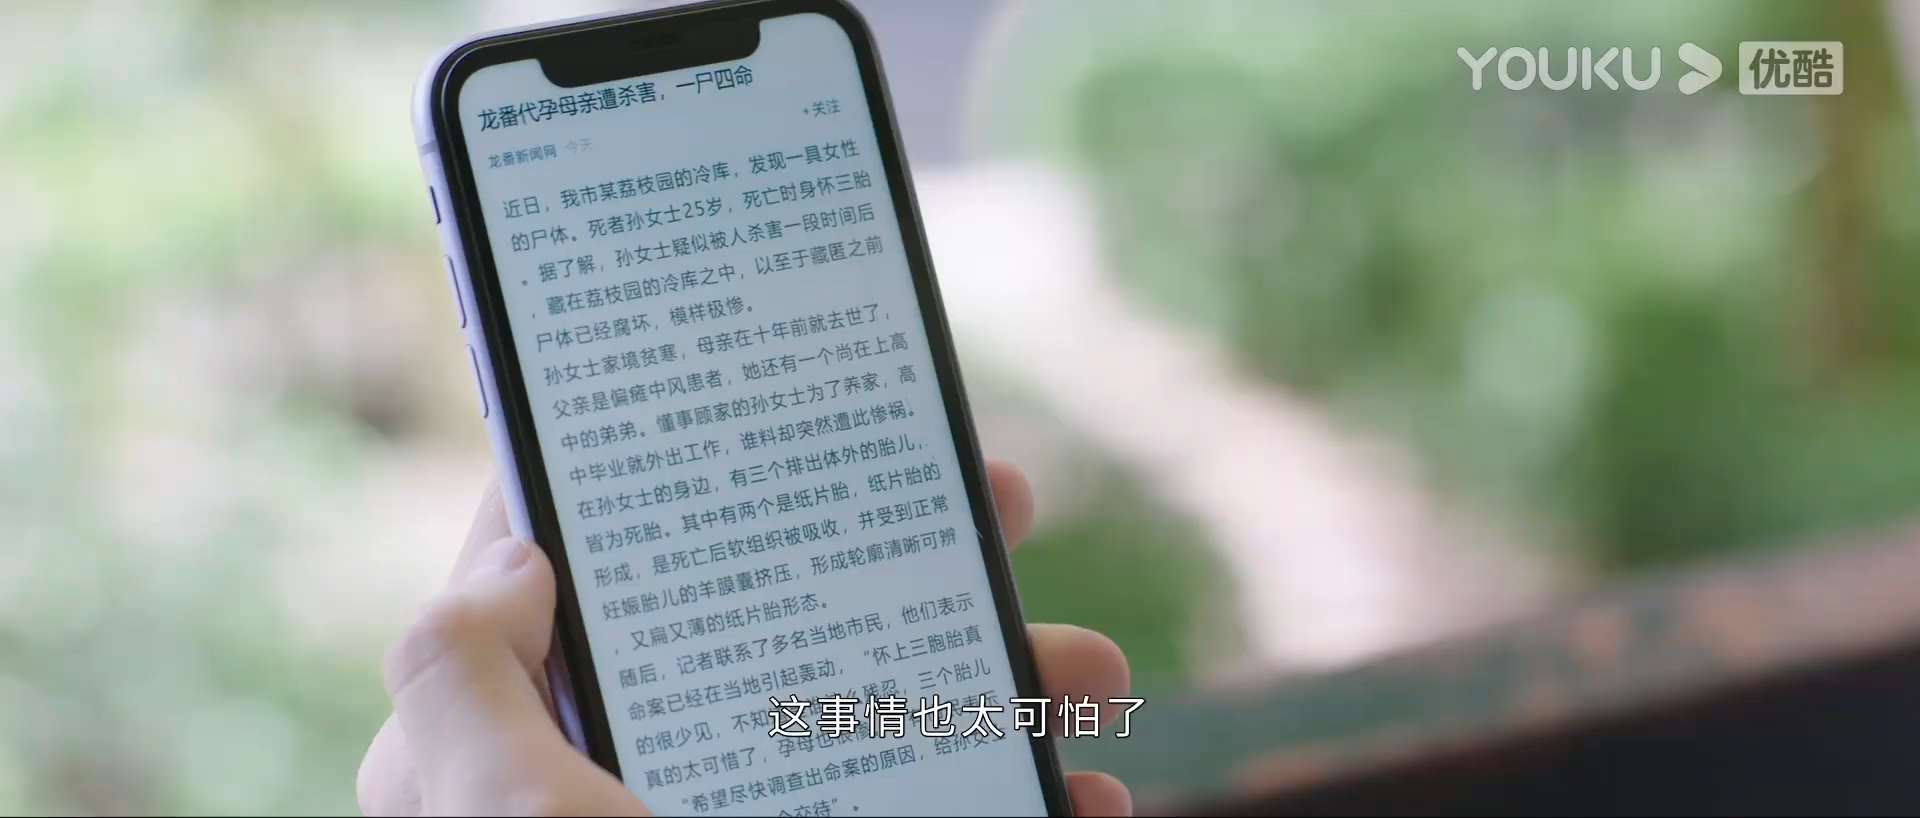 YOUKU 优酷
龙番代孕母亲遭杀害，一尸四命
+关注
龙番新闻网 今天
近日，我市某荔枝园的冷库，发现一具女性
的尸体。死者孙女士25岁，死亡时身怀三胎
。据了解，孙女士疑似被人杀害一段时间后
，藏在荔枝园的冷库之中，以至于藏匿之前
尸体已经腐坏，模样极惨。
孙女士家境贫寒，母亲在十年前就去世了，
父亲是偏瘫中风患者，她还有一个尚在上高
中的弟弟。懂事顾家的孙女士为了养家，高
中毕业就外出工作，谁料却突然遭此惨祸。
在孙女士的身边，有三个排出体外的胎儿，
皆为死胎。其中有两个是纸片胎，纸片胎的
形成，是死亡后软组织被吸收，并受到正常
妊娠胎儿的羊膜囊挤压，形成轮廓清晰可辨
，又扁又薄的纸片胎形态。
随后，记者联系了多名当地市民，他们表示
命案已经在当地引起轰动，“怀上三胞胎真
的很少见，不知 残忍，三个胎儿
真的太可惜了，孕母也很
“希望尽快调查出命案的原因，给孙女士
交待”。
这事情也太可怕了